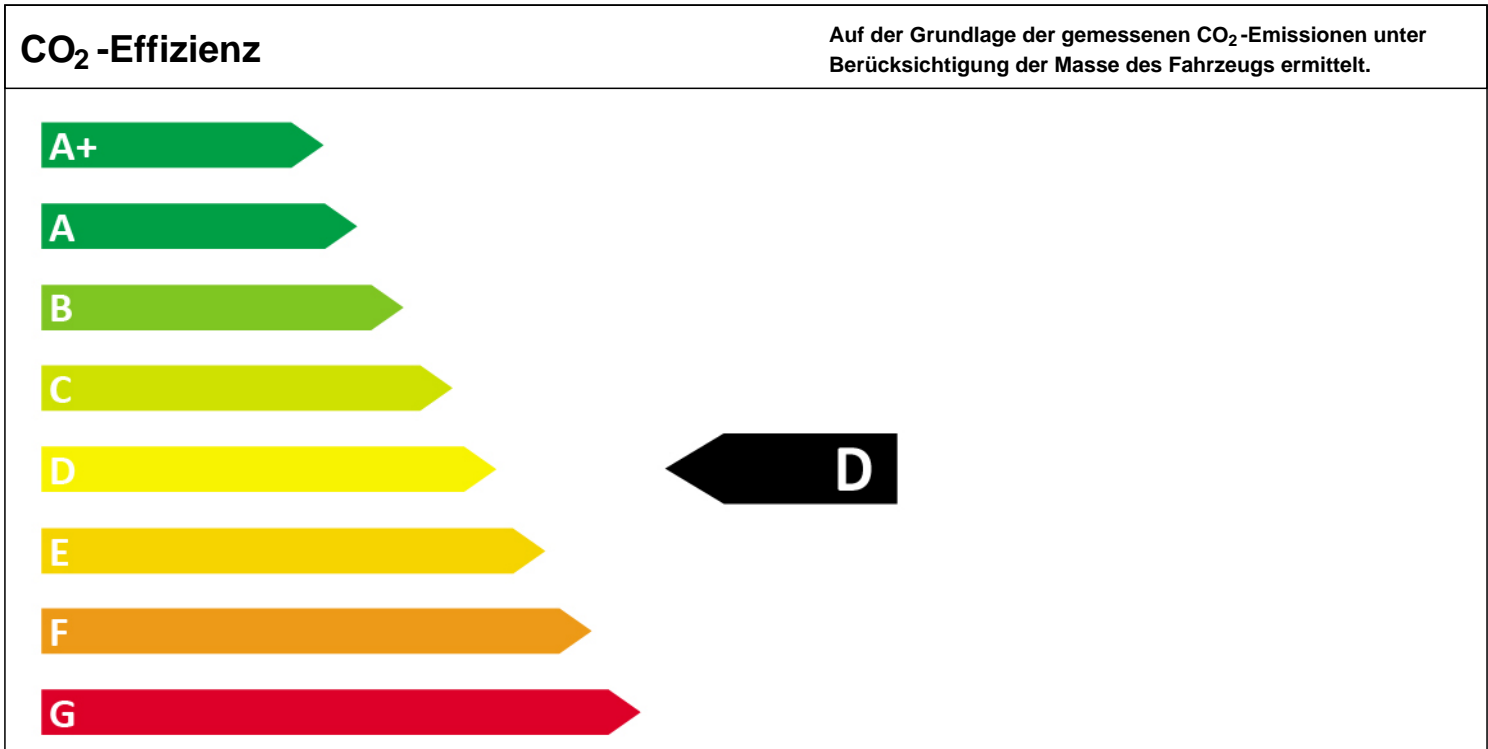 CO₂-Effizienz
Auf der Grundlage der gemessenen CO₂-Emissionen unter
Berücksichtigung der Masse des Fahrzeugs ermittelt.
A+
A
B
C
D
D
E
F
G